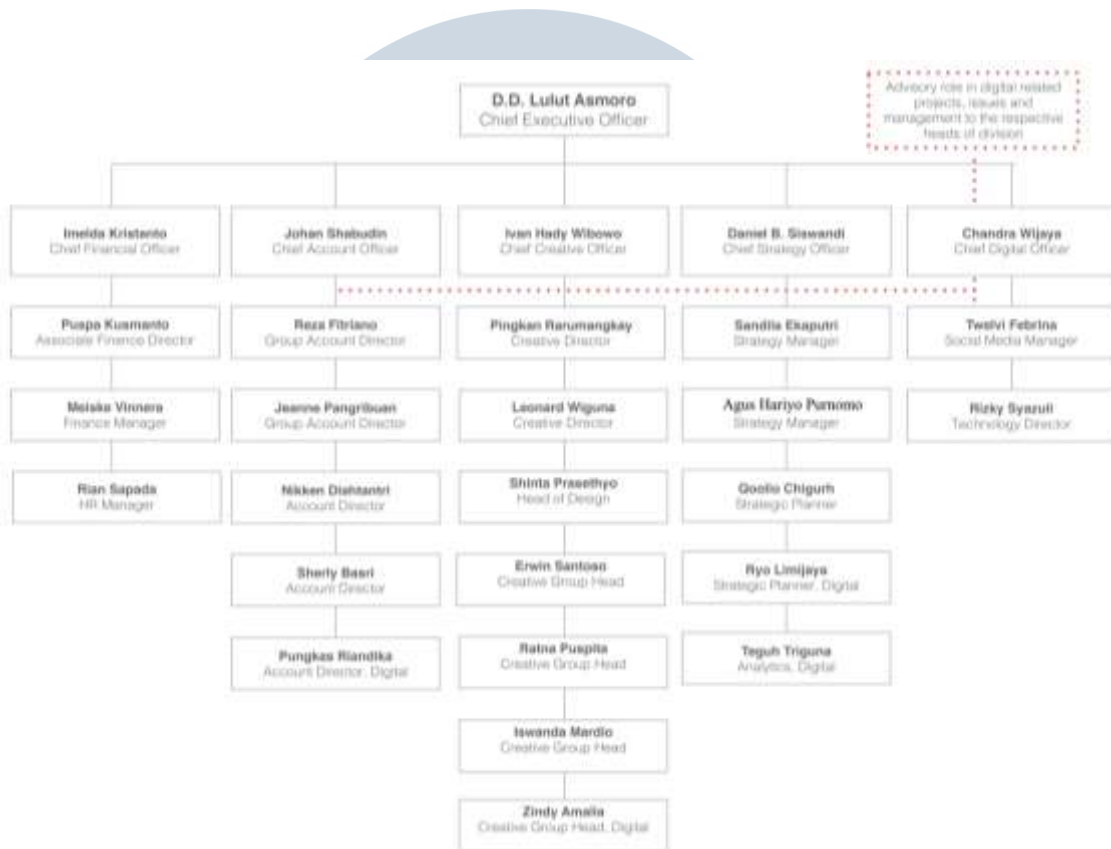 D.D. Lulut Asmoro
Chief Executive Officer
Advisory role in digital related
projects, issues and
management to the respective
heads of division
Imelda Kristanto
Chief Financial Officer
Johan Shabudin
Chief Account Officer
Ivan Hady Wibowo
Chief Creative Officer
Daniel B. Siswandi
Chief Strategy Officer
Chandra Wijaya
Chief Digital Officer
Puspa Kusmanto
Associate Finance Director
Reza Fitriano
Group Account Director
Pingkan Rarumangkay
Creative Director
Sandila Ekaputri
Strategy Manager
Twelvi Febrina
Social Media Manager
Meiske Vinnera
Finance Manager
Jeanne Pangribuan
Group Account Director
Leonard Wiguna
Creative Director
Agus Hariyo Purnomo
Strategy Manager
Rizky Syazuli
Technology Director
Rian Sapada
HR Manager
Nikken Diahtantri
Account Director
Shinta Prasethyo
Head of Design
Chigurh
Strategic Planner
Sherly Basri
Account Director
Erwin Santoso
Creative Group Head
Ryo Limijaya
Strategic Planner, Digital
Pungkas Riandika
Account Director, Digital
Ratna Puspita
Creative Group Head
Teguh Triguna
Analytics, Digital
Iswanda Mardio
Creative Group Head
Zindy Amalia
Creative Group Head, Digital